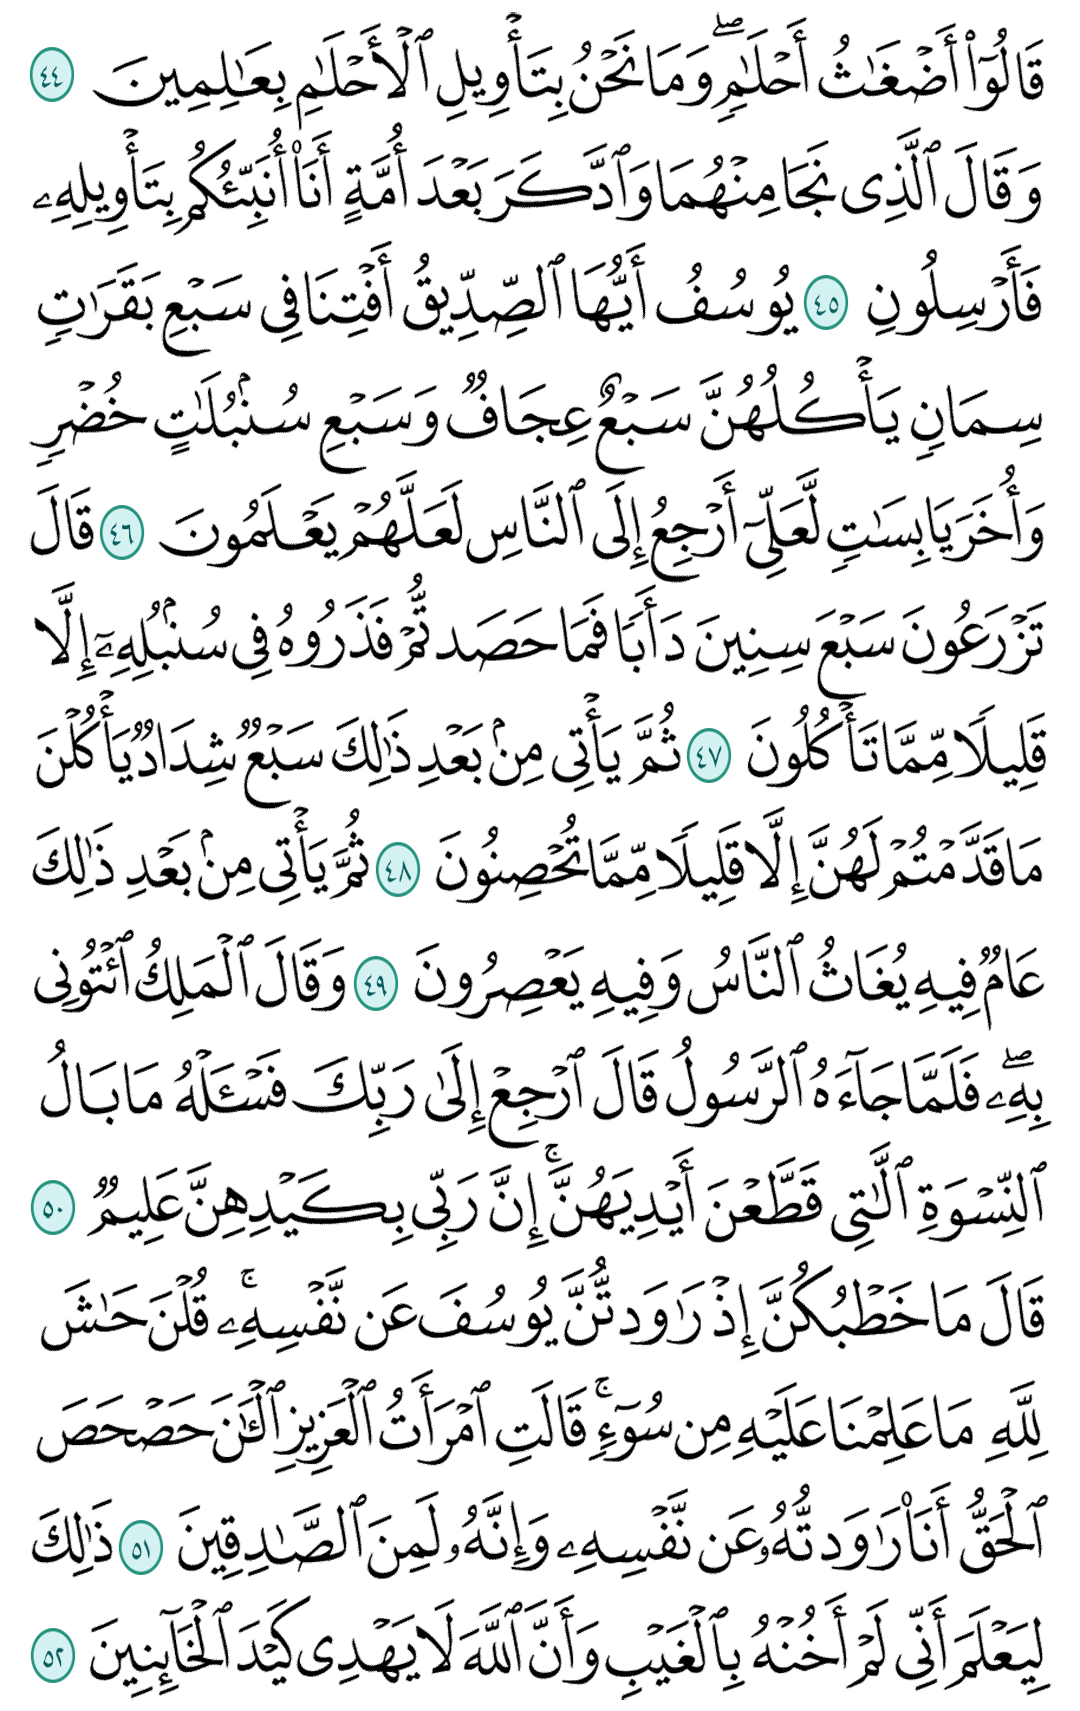 قَالُوٓا۟ أَضْغَـٰثُ أَحْلَـٰمٍۢ ۖ وَمَا نَحْنُ بِتَأْوِيلِ ٱلْأَحْلَـٰمِ بِعَـٰلِمِينَ ٤٤
وَقَالَ ٱلَّذِى نَجَا مِنْهُمَا وَٱدَّكَرَ بَعْدَ أُمَّةٍ أَنَا۠ أُنَبِّئُكُم بِتَأْوِيلِهِۦ
فَأَرْسِلُونِ ٤٥ يُوسُفُ أَيُّهَا ٱلصِّدِّيقُ أَفْتِنَا فِى سَبْعِ بَقَرَٰتٍۢ
سِمَانٍۢ يَأْكُلُهُنَّ سَبْعٌ عِجَافٌۭ وَسَبْعِ سُنۢبُلَـٰتٍ خُضْرٍۢ
وَأُخَرَ يَابِسَـٰتٍۢ لَّعَلِّىٓ أَرْجِعُ إِلَى ٱلنَّاسِ لَعَلَّهُمْ يَعْلَمُونَ ٤٦ قَالَ
تَزْرَعُونَ سَبْعَ سِنِينَ دَأَبًۭا فَمَا حَصَدتُّمْ فَذَرُوهُ فِى سُنۢبُلِهِۦٓ إِلَّا
قَلِيلًۭا مِّمَّا تَأْكُلُونَ ٤٧ ثُمَّ يَأْتِى مِنۢ بَعْدِ ذَٰلِكَ سَبْعٌۭ شِدَادٌۭ يَأْكُلْنَ
مَا قَدَّمْتُمْ لَهُنَّ إِلَّا قَلِيلًۭا مِّمَّا تُحْصِنُونَ ٤٨ ثُمَّ يَأْتِى مِنۢ بَعْدِ ذَٰلِكَ
عَامٌۭ فِيهِ يُغَاثُ ٱلنَّاسُ وَفِيهِ يَعْصِرُونَ ٤٩ وَقَالَ ٱلْمَلِكُ ٱئْتُونِى
بِهِۦ ۖ فَلَمَّا جَآءَهُ ٱلرَّسُولُ قَالَ ٱرْجِعْ إِلَىٰ رَبِّكَ فَسْـَٔلْهُ مَا بَالُ
ٱلنِّسْوَةِ ٱلَّـٰتِى قَطَّعْنَ أَيْدِيَهُنَّ ۚ إِنَّ رَبِّى بِكَيْدِهِنَّ عَلِيمٌۭ ٥٠
قَالَ مَا خَطْبُكُنَّ إِذْ رَٰوَدتُّنَّ يُوسُفَ عَن نَّفْسِهِۦ ۚ قُلْنَ حَـٰشَ
لِلَّهِ مَا عَلِمْنَا عَلَيْهِ مِن سُوٓءٍۢ ۚ قَالَتِ ٱمْرَأَتُ ٱلْعَزِيزِ ٱلْـَٔـٰنَ حَصْحَصَ
ٱلْحَقُّ أَنَا۠ رَٰوَدتُّهُۥ عَن نَّفْسِهِۦ وَإِنَّهُۥ لَمِنَ ٱلصَّـٰدِقِينَ ٥١ ذَٰلِكَ
لِيَعْلَمَ أَنِّى لَمْ أَخُنْهُ بِٱلْغَيْبِ وَأَنَّ ٱللَّهَ لَا يَهْدِى كَيْدَ ٱلْخَآئِنِينَ ٥٢